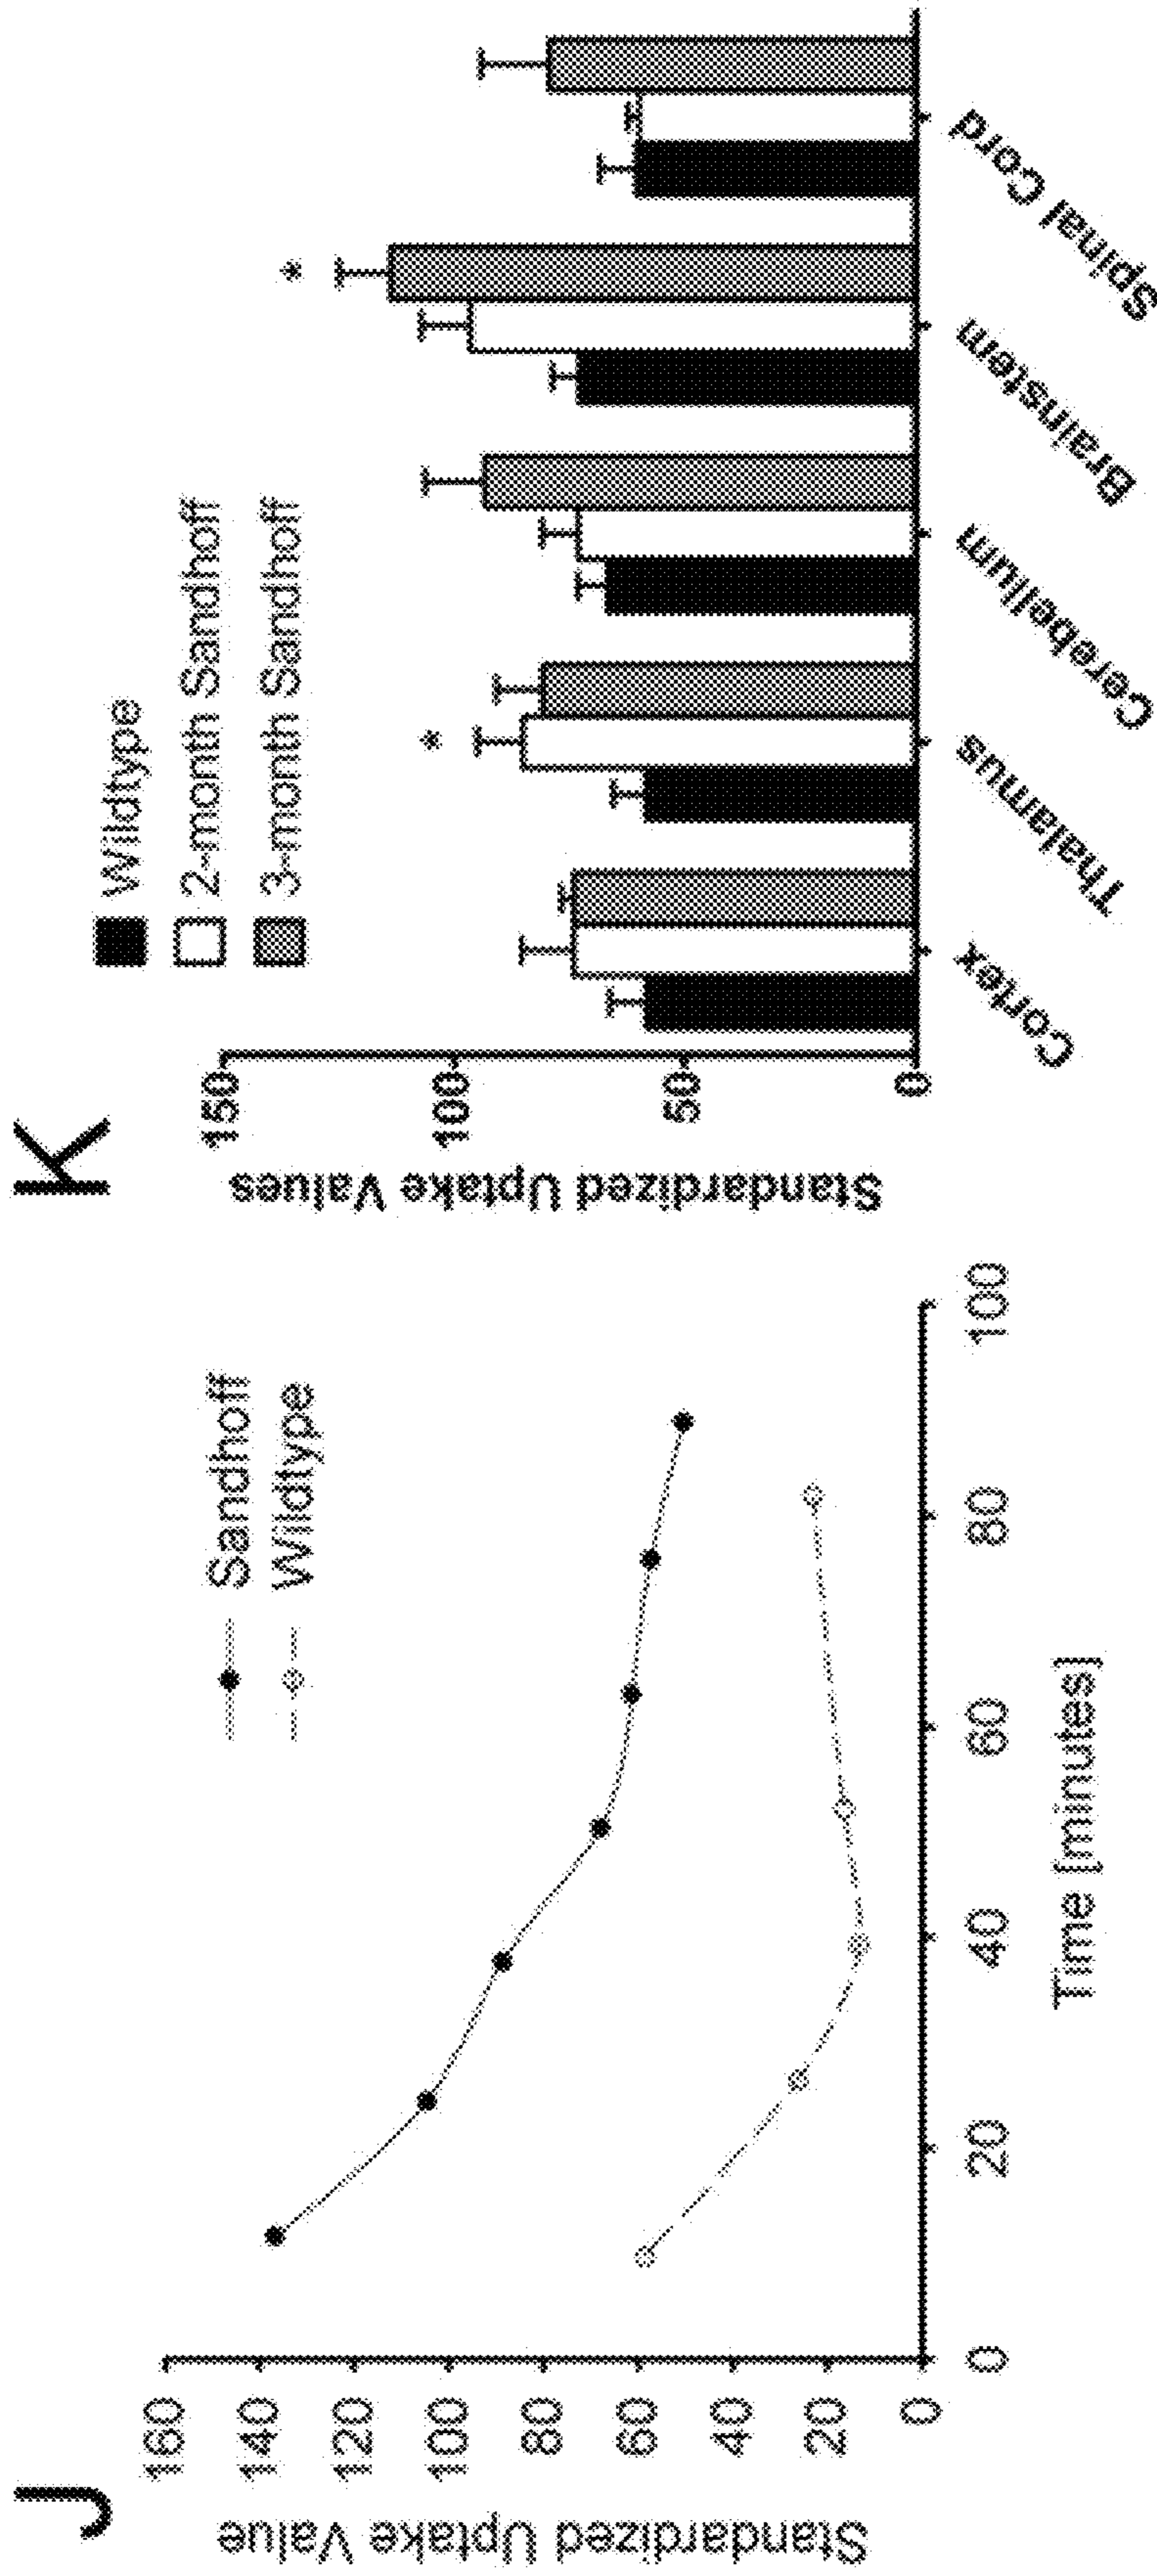 J
Standardized Uptake Value
160
140
120
100
80
60
40
20
0
Sandhoff
Wildtype
0 20 40 60 80 100
Time [minutes]
K
Standardized Uptake Values
150
100
50
0
Wildtype
2-month Sandhoff
3-month Sandhoff
*
*
Cortex
Thalamus
Cerebellum
Brainstem
Spinal Cord